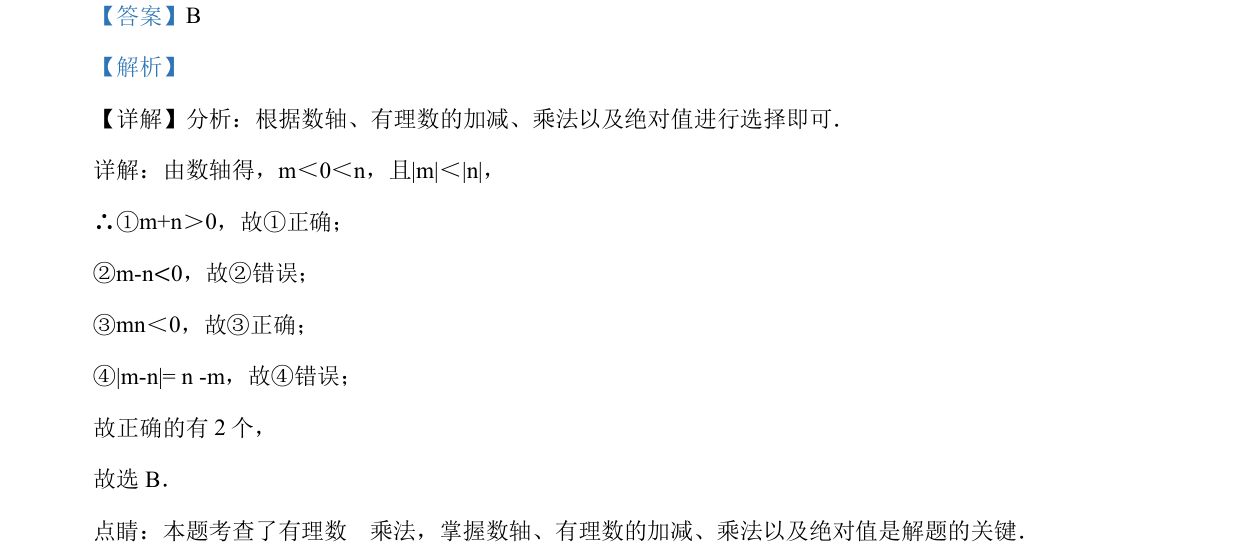 【答案】B
【解析】
【详解】分析：根据数轴、有理数的加减、乘法以及绝对值进行选择即可．
详解：由数轴得，m＜0＜n，且|m|＜|n|，
∴①m+n＞0，故①正确；
②m-n<0，故②错误；
③mn＜0，故③正确；
④|m-n|= n -m，故④错误；
故正确的有 2 个，
故选 B．
点睛：本题考查了有理数　乘法，掌握数轴、有理数的加减、乘法以及绝对值是解题的关键．